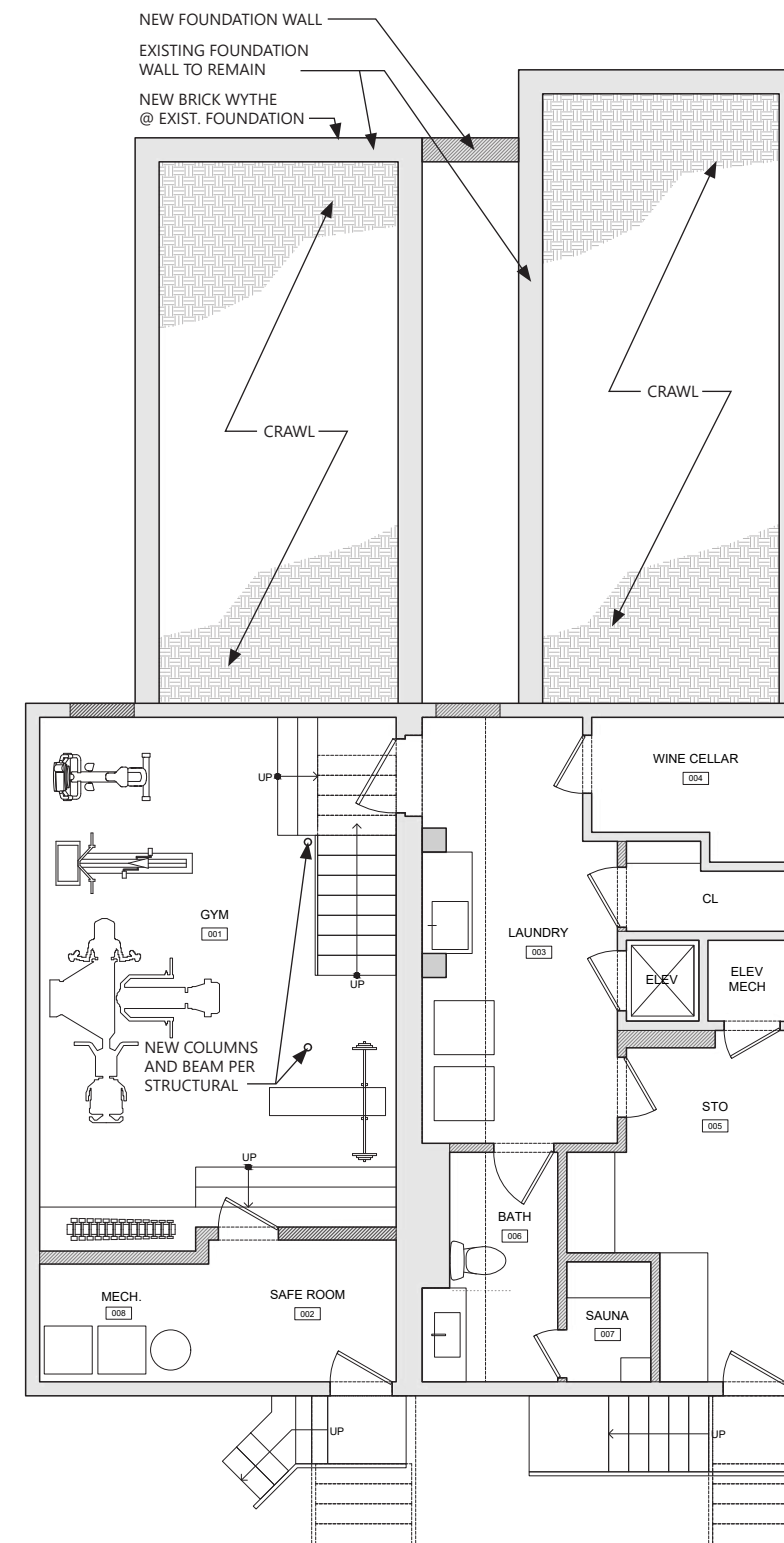 NEW FOUNDATION WALL
EXISTING FOUNDATION
WALL TO REMAIN
NEW BRICK WYTHE
@ EXIST. FOUNDATION
CRAWL
CRAWL
WINE CELLAR
004
UP
CL
GYM
001
LAUNDRY
003
ELEV
ELEV
MECH
UP
NEW COLUMNS
AND BEAM PER
STRUCTURAL
STO
005
UP
BATH
006
MECH.
008
SAFE ROOM
002
SAUNA
007
UP
UP